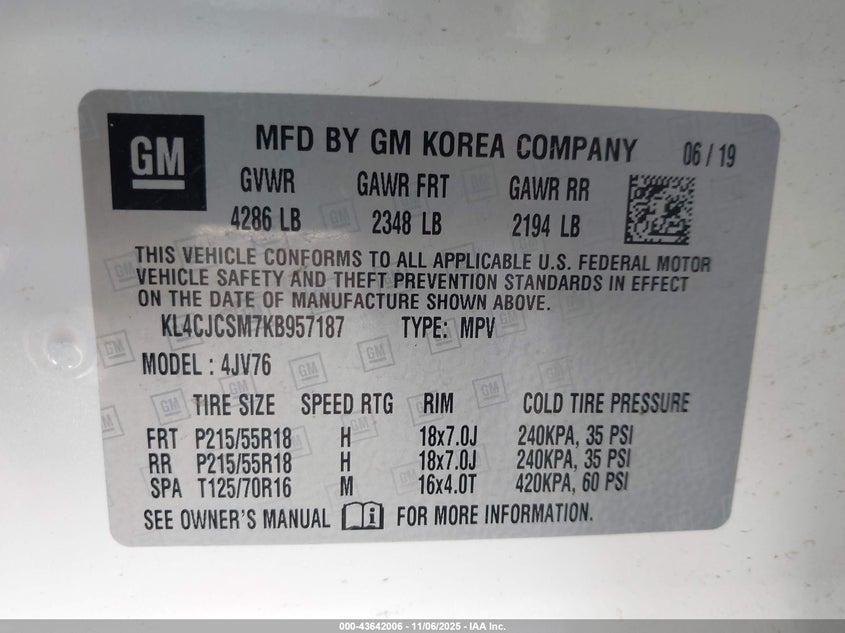 GM
MFD BY GM KOREA COMPANY 06 / 19
GVWR GAWR FRT GAWR RR
4286 LB 2348 LB 2194 LB
THIS VEHICLE CONFORMS TO ALL APPLICABLE U.S. FEDERAL MOTOR
VEHICLE SAFETY AND THEFT PREVENTION STANDARDS IN EFFECT
ON THE DATE OF MANUFACTURE SHOWN ABOVE.
KL4CJCSM7KB957187 TYPE: MPV
MODEL : 4JV76
TIRE SIZE SPEED RTG RIM COLD TIRE PRESSURE
FRT P215/55R18 H 18x7.0J 240KPA, 35 PSI
RR P215/55R18 H 18x7.0J 240KPA, 35 PSI
SPA T125/70R16 M 16x4.0T 420KPA, 60 PSI
SEE OWNER'S MANUAL i FOR MORE INFORMATION.
000-43642006 - 11/06/2025 - IAA Inc.